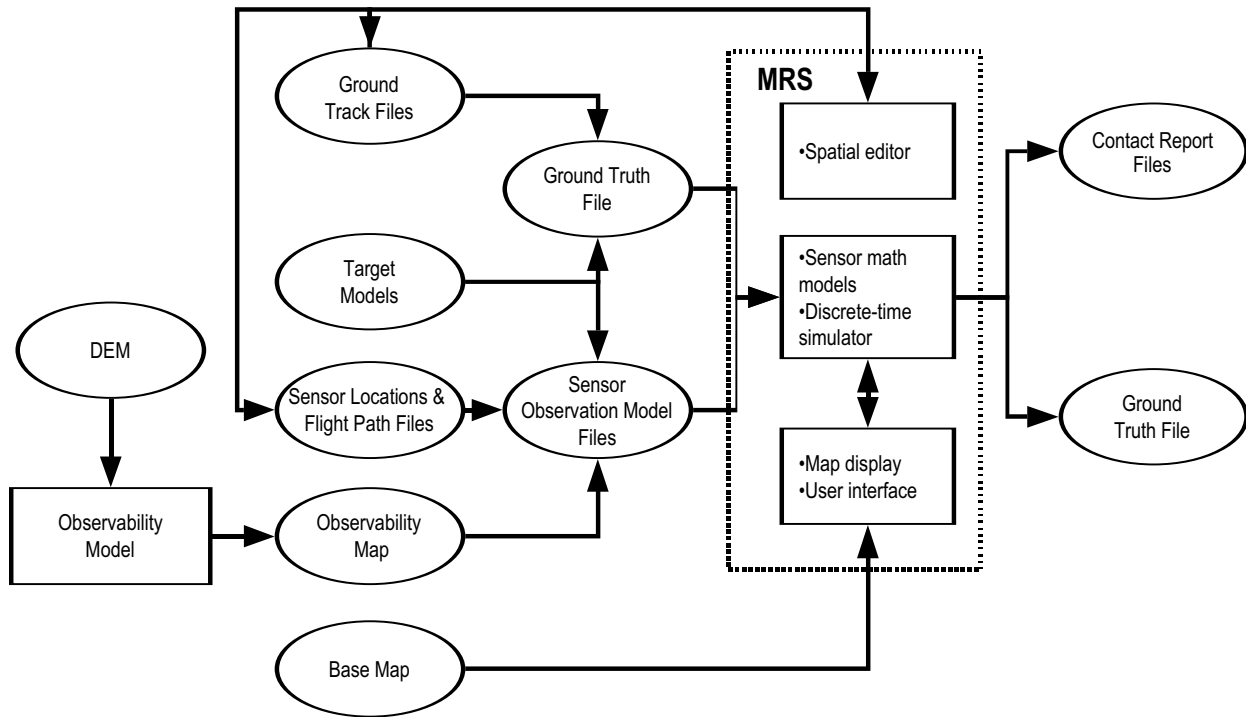 Ground
Track Files
MRS
•Spatial editor
Contact Report
Files
Ground Truth
File
Target
Models
•Sensor math
models
•Discrete-time
simulator
DEM
Sensor Locations &
Flight Path Files
Sensor
Observation Model
Files
Ground
Truth File
•Map display
•User interface
Observability
Model
Observability
Map
Base Map